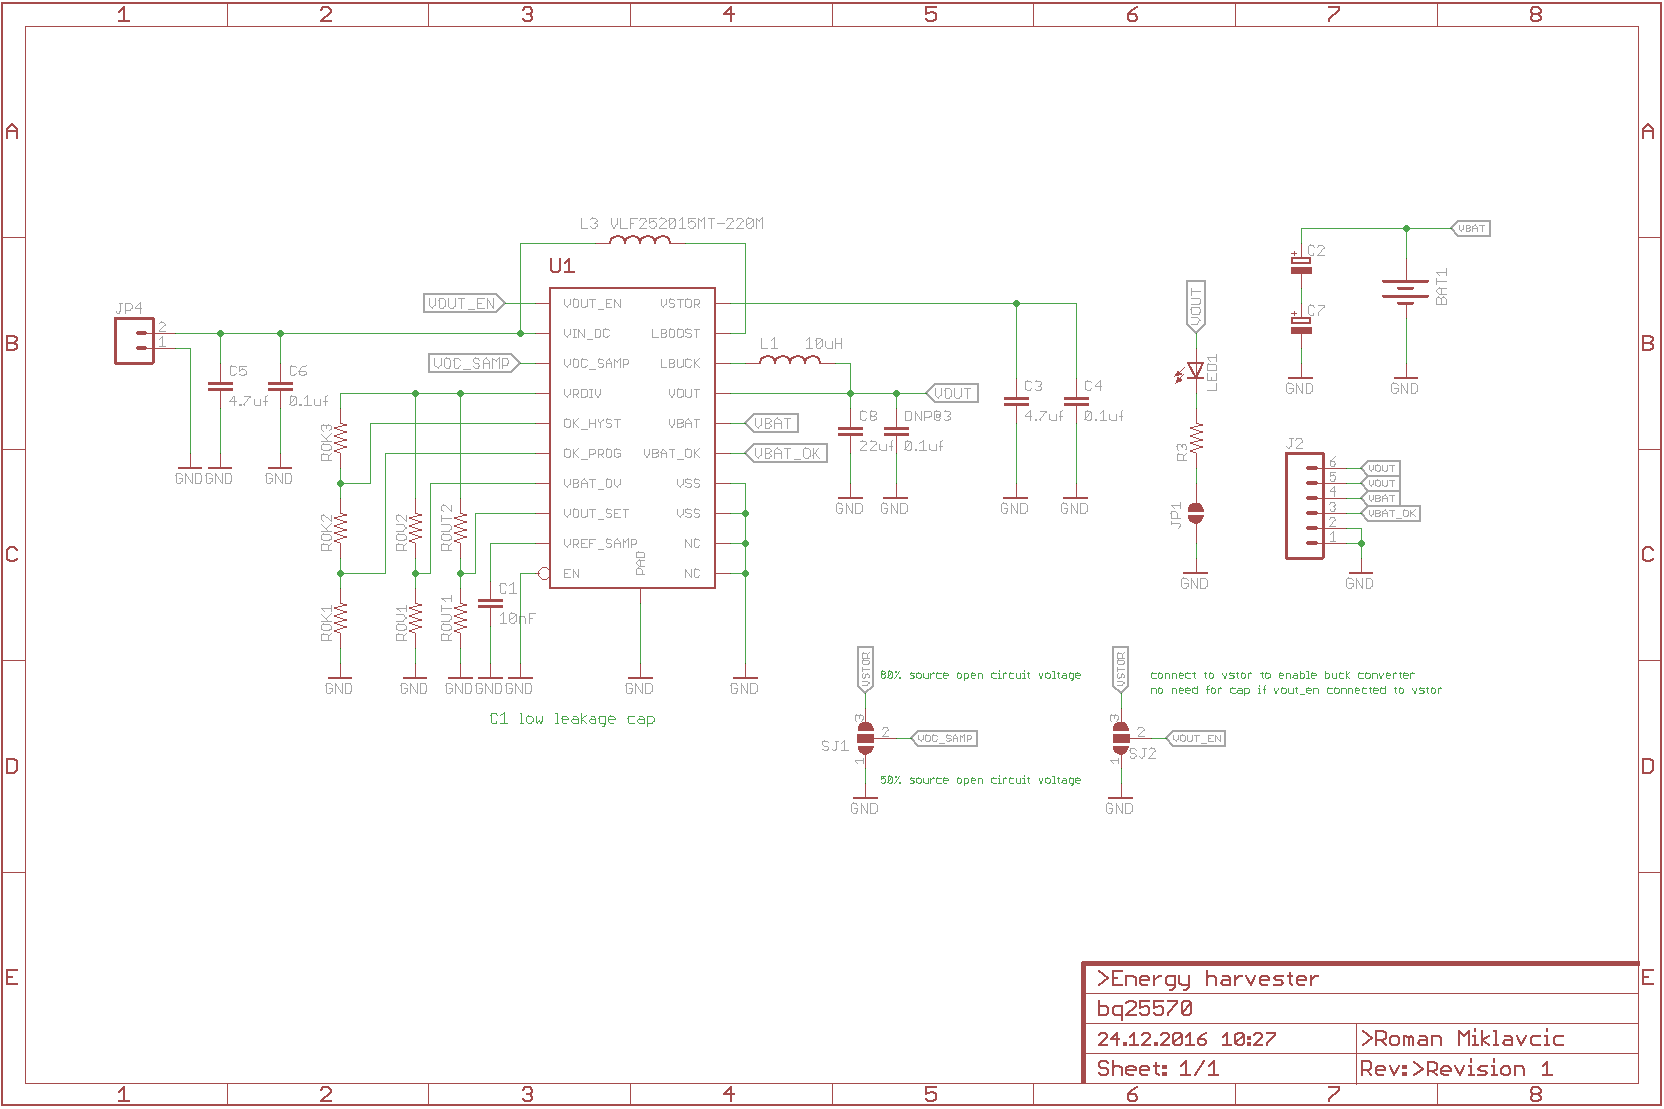 1 2 3 4 5 6 7 8
A A
L3 VLF252015MT-220M
U1
VOUT_EN
VOUT_EN VSTOR
VIN_DC LBOOST
VOC_SAMP
VOC_SAMP LBUCK
VRDIV VOUT
OK_HYST VBAT
OK_PROG VBAT_OK
VBAT_OV VSS
VOUT_SET VSS
VREF_SAMP NC
EN NC
PAD
JP4
2
1
B B
C5
4.7uf
C6
0.1uf
GND GND GND
L1 10uH
VOUT
VBAT
VBAT_OK
C8
22uf
DNP@3
0.1uf
GND GND
C3
4.7uf
C4
0.1uf
GND GND
VOUT
LED1
R3
JP1
GND
C2
C7
GND
VBAT
BAT1
GND
J2
6 VOUT
5 VOUT
4 VBAT
3 VBAT_OK
2
1
GND
ROK3
ROK2
ROK1
ROV2
ROV1
ROUT2
ROUT1
C1
10nF
C C
GND GND GND GND GND GND GND
C1 low leakage cap
VSTOR
80% source open circuit voltage
3
SJ1
2
VOC_SAMP
1
50% source open circuit voltage
GND
VSTOR
connect to vstor to enable buck converter
no need for cap if vout_en connected to vstor
3
2
VOUT_EN
SJ2
1
GND
D D
E E
>Energy harvester
bq25570
24.12.2016 10:27 >Roman Miklavcic
Sheet: 1/1 Rev:>Revision 1
1 2 3 4 5 6 7 8